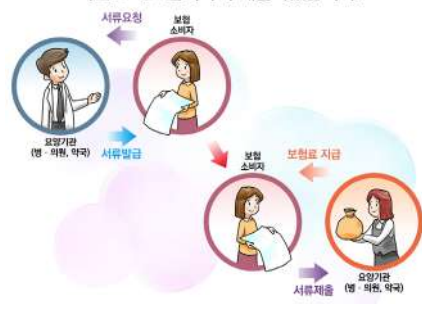 서류요청
보험
소비자
요양기관
(병 · 의원, 약국)
서류발급
보험
소비자
보험료 지급
서류제출
요양기관
(병 · 의원, 약국)